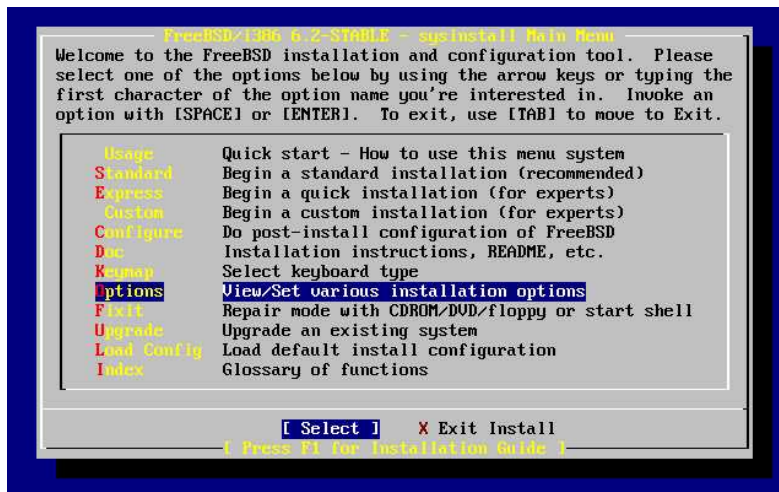 FreeBSD/i386 6.2-STABLE - sysinstall Main Menu
Welcome to the FreeBSD installation and configuration tool.  Please
select one of the options below by using the arrow keys or typing the
first character of the option name you're interested in.  Invoke an
option with [SPACE] or [ENTER].  To exit, use [TAB] to move to Exit.
Usage Quick start - How to use this menu system
Standard Begin a standard installation (recommended)
Express Begin a quick installation (for experts)
Custom Begin a custom installation (for experts)
Configure Do post-install configuration of FreeBSD
Doc Installation instructions, README, etc.
Keymap Select keyboard type
Options View/Set various installation options
Fixit Repair mode with CDROM/DVD/floppy or start shell
Upgrade Upgrade an existing system
Load Config Load default install configuration
Index Glossary of functions
[ Select ] X Exit Install
[ Press F1 for Installation Guide ]